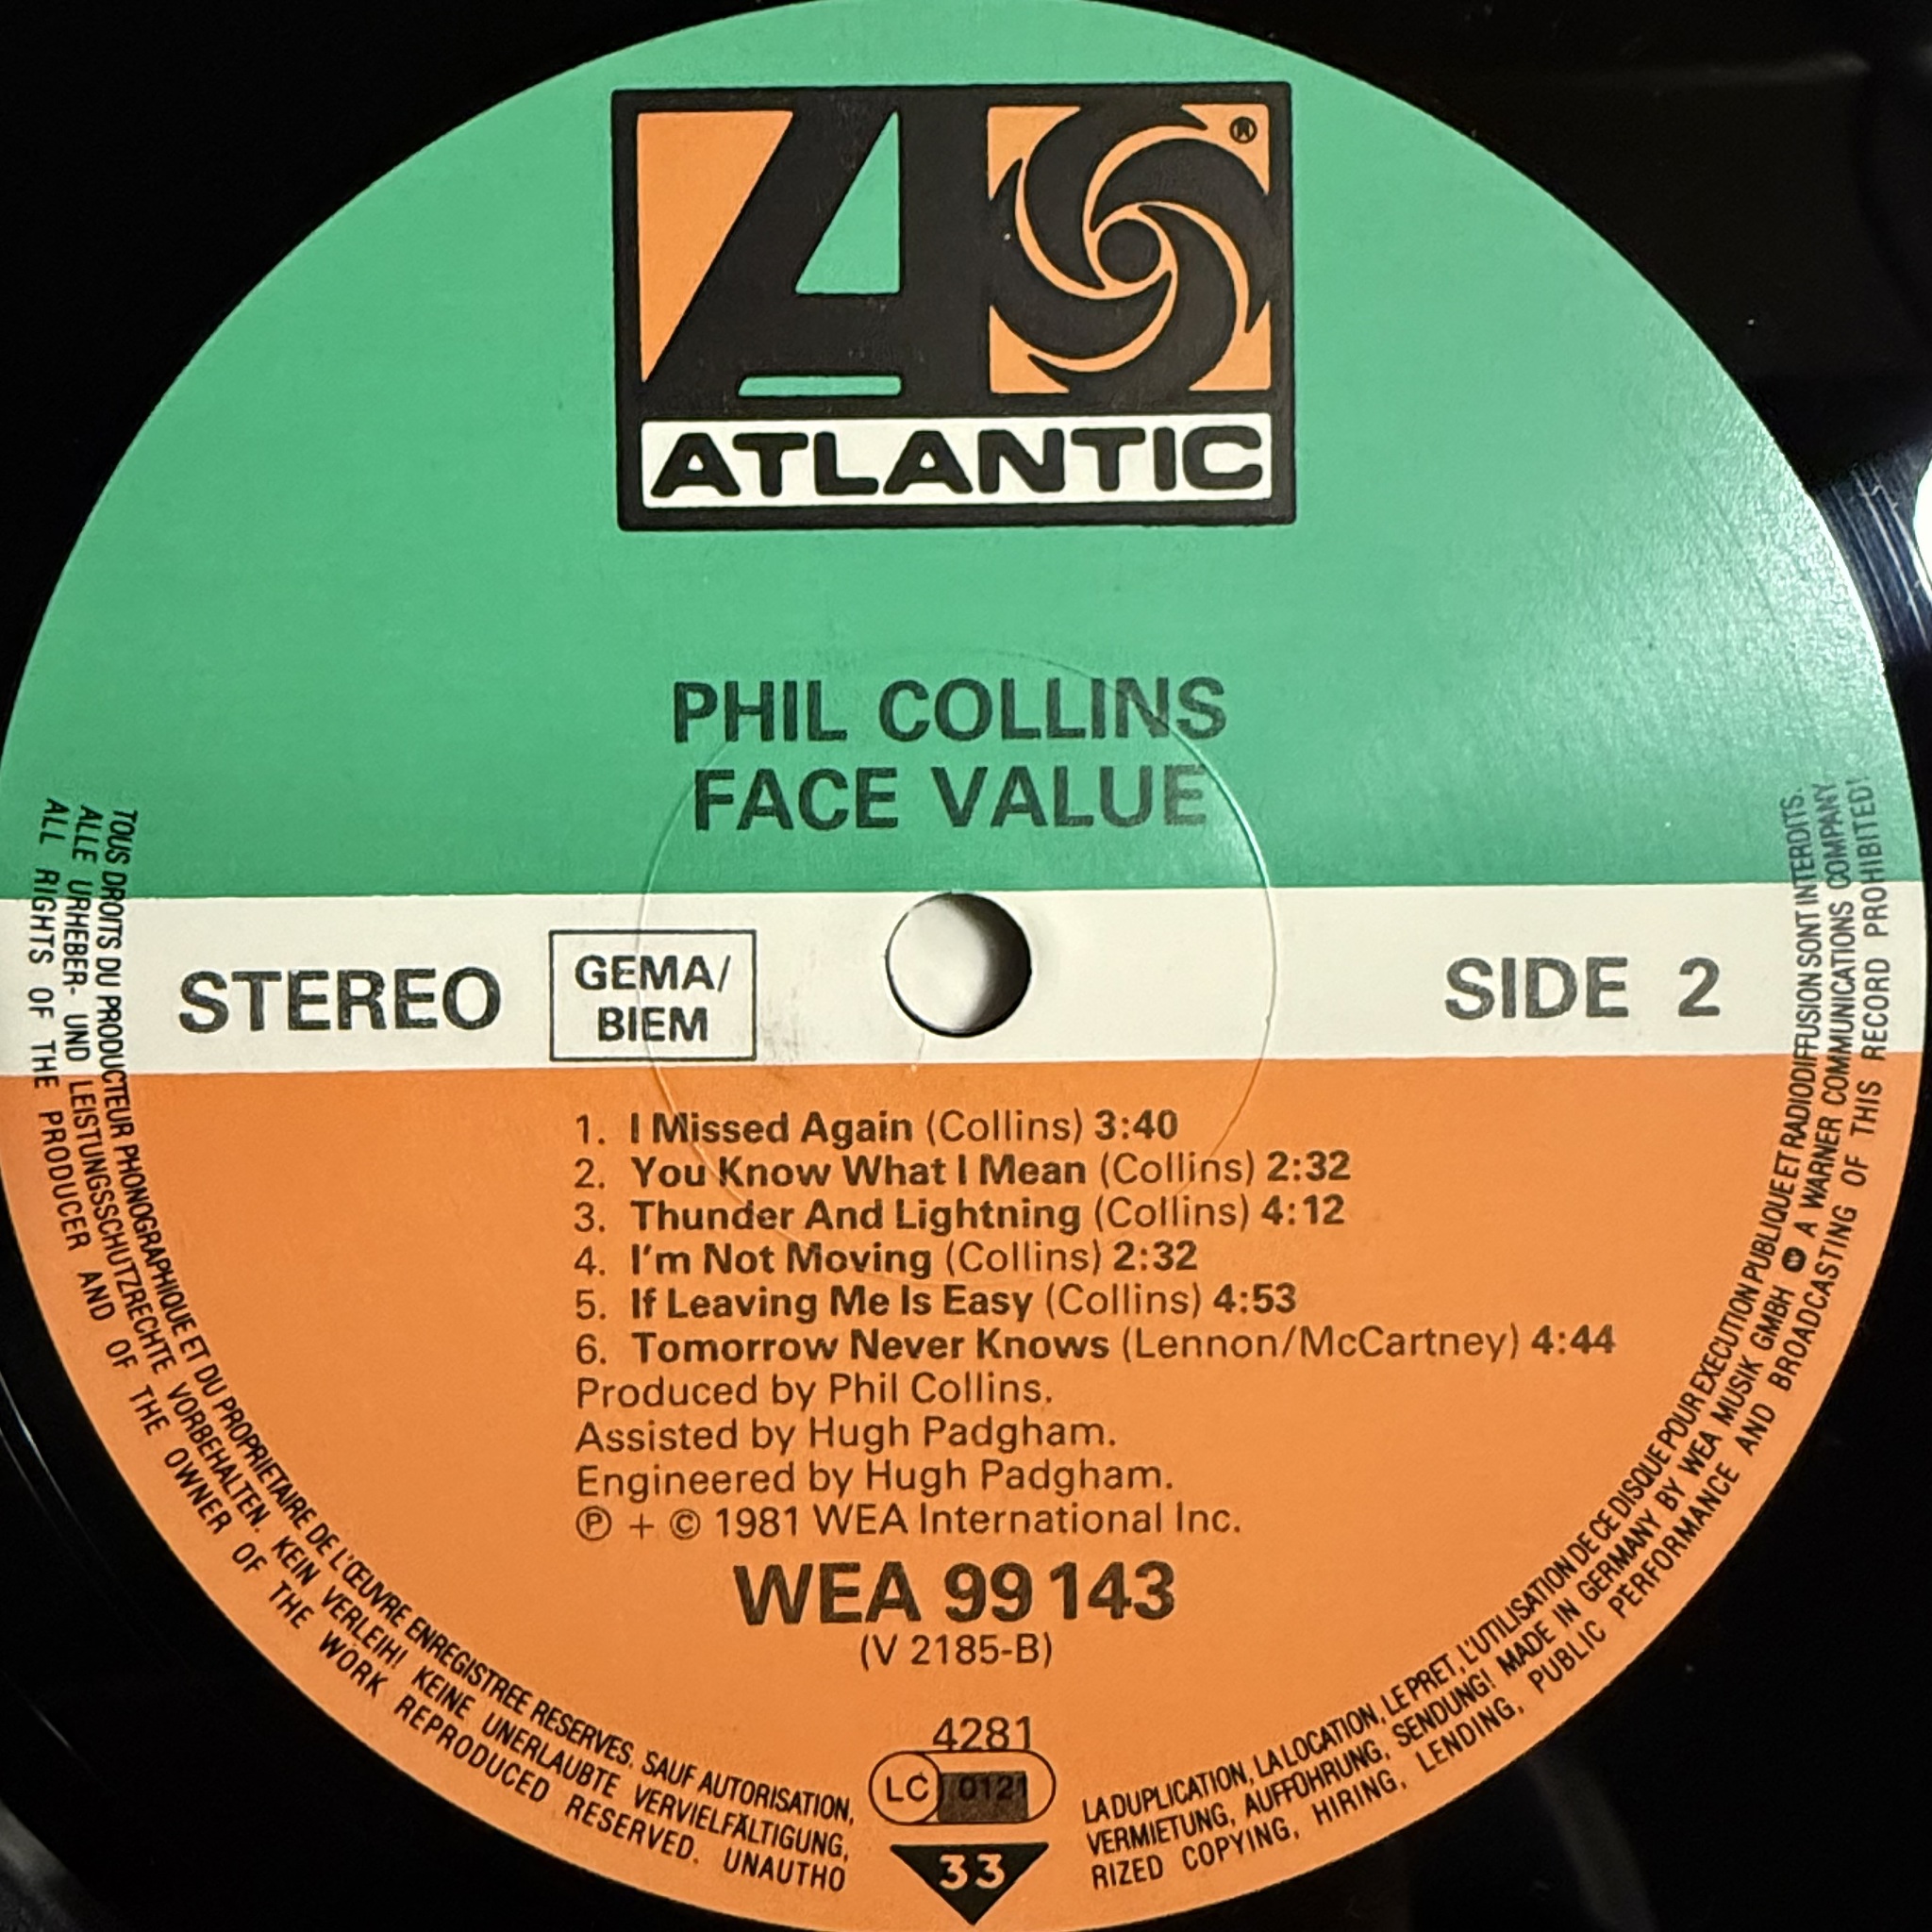 ®
ATLANTIC
PHIL COLLINS
FACE VALUE
STEREO
GEMA/
BIEM
SIDE 2
1. I Missed Again (Collins) 3:40
2. You Know What I Mean (Collins) 2:32
3. Thunder And Lightning (Collins) 4:12
4. I'm Not Moving (Collins) 2:32
5. If Leaving Me Is Easy (Collins) 4:53
6. Tomorrow Never Knows (Lennon/McCartney) 4:44
Produced by Phil Collins.
Assisted by Hugh Padgham.
Engineered by Hugh Padgham.
℗ + © 1981 WEA International Inc.
WEA 99 143
(V 2185-B)
4281
LC 0121
33
TOUS DROITS DU PRODUCTEUR PHONOGRAPHIQUE ET DU PROPRIETAIRE DE L'ŒUVRE ENREGISTREE RESERVES. SAUF AUTORISATION, LA DUPLICATION, LA LOCATION, LE PRET, L'UTILISATION DE CE DISQUE POUR EXECUTION PUBLIQUE ET RADIODIFFUSION SONT INTERDITS.
ALLE URHEBER- UND LEISTUNGSSCHUTZRECHTE VORBEHALTEN. KEIN VERLEIH! KEINE UNERLAUBTE VERVIELFÄLTIGUNG, VERMIETUNG, AUFFÜHRUNG, SENDUNG! MADE IN GERMANY BY WEA MUSIK GMBH A WARNER COMMUNICATIONS COMPANY.
ALL RIGHTS OF THE PRODUCER AND OF THE OWNER OF THE WORK REPRODUCED RESERVED. UNAUTHORIZED COPYING, HIRING, LENDING, PUBLIC PERFORMANCE AND BROADCASTING OF THIS RECORD PROHIBITED!